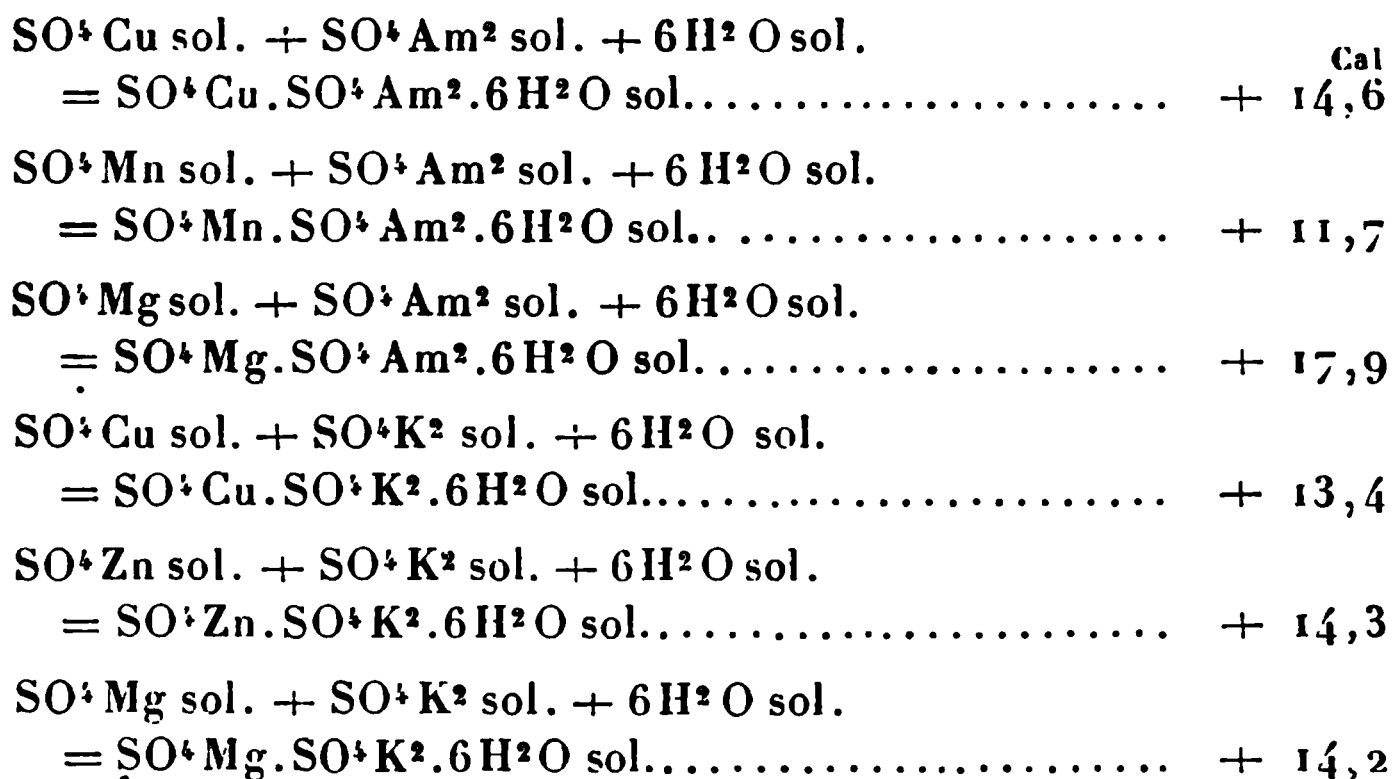 SO⁴Cu sol. + SO⁴Am² sol. + 6H²O sol.
Cal
= SO⁴Cu.SO⁴Am².6H²O sol...................... + 14,6
SO⁴Mn sol. + SO⁴Am² sol. + 6H²O sol.
= SO⁴Mn.SO⁴Am².6H²O sol.. ................... + 11,7
SO⁴Mg sol. + SO⁴Am² sol. + 6H²O sol.
= SO⁴Mg.SO⁴Am².6H²O sol..................... + 17,9
SO⁴Cu sol. + SO⁴K² sol. + 6H²O sol.
= SO⁴Cu.SO⁴K².6H²O sol........................ + 13,4
SO⁴Zn sol. + SO⁴K² sol. + 6H²O sol.
= SO⁴Zn.SO⁴K².6H²O sol........................ + 14,3
SO⁴Mg sol. + SO⁴K² sol. + 6H²O sol.
= SO⁴Mg.SO⁴K².6H²O sol........................ + 14,2